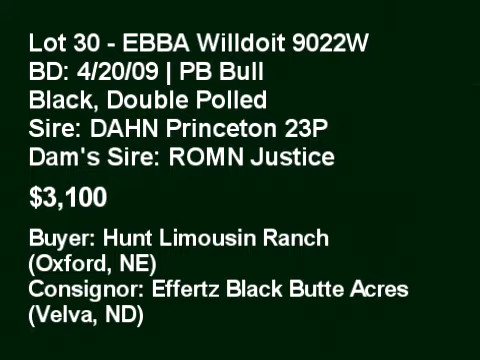 Lot 30 - EBBA Willdoit 9022W
BD: 4/20/09 | PB Bull
Black, Double Polled
Sire: DAHN Princeton 23P
Dam's Sire: ROMN Justice
$3,100
Buyer: Hunt Limousin Ranch
(Oxford, NE)
Consignor: Effertz Black Butte Acres
(Velva, ND)